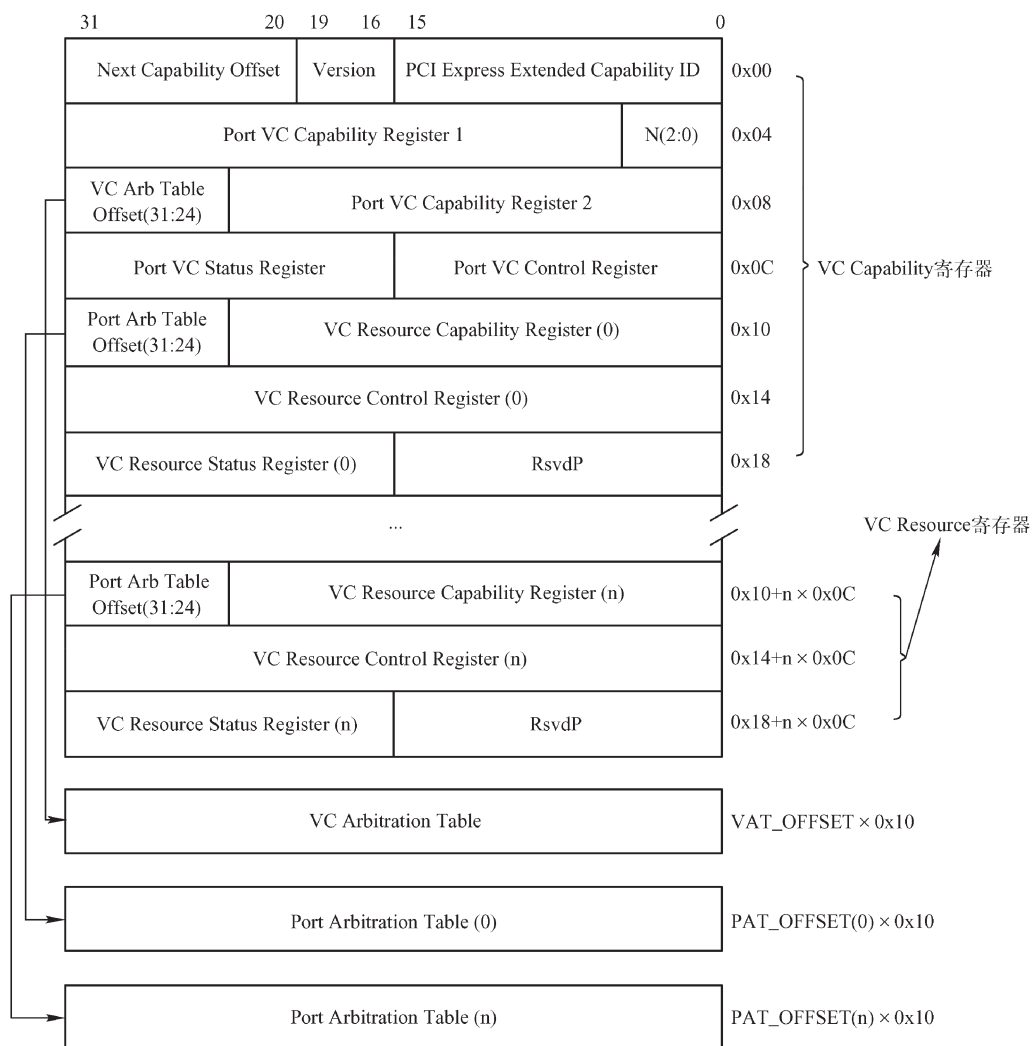 31 20 19 16 15 0
Next Capability Offset Version PCI Express Extended Capability ID 0x00
Port VC Capability Register 1 N(2:0) 0x04
VC Arb Table
Offset(31:24)
Port VC Capability Register 2 0x08
Port VC Status Register Port VC Control Register 0x0C
VC Capability寄存器
Port Arb Table
Offset(31:24)
VC Resource Capability Register (0) 0x10
VC Resource Control Register (0) 0x14
VC Resource Status Register (0) RsvdP 0x18
...
VC Resource寄存器
Port Arb Table
Offset(31:24)
VC Resource Capability Register (n) 0x10+n × 0x0C
VC Resource Control Register (n) 0x14+n × 0x0C
VC Resource Status Register (n) RsvdP 0x18+n × 0x0C
VC Arbitration Table VAT_OFFSET × 0x10
Port Arbitration Table (0) PAT_OFFSET(0) × 0x10
Port Arbitration Table (n) PAT_OFFSET(n) × 0x10